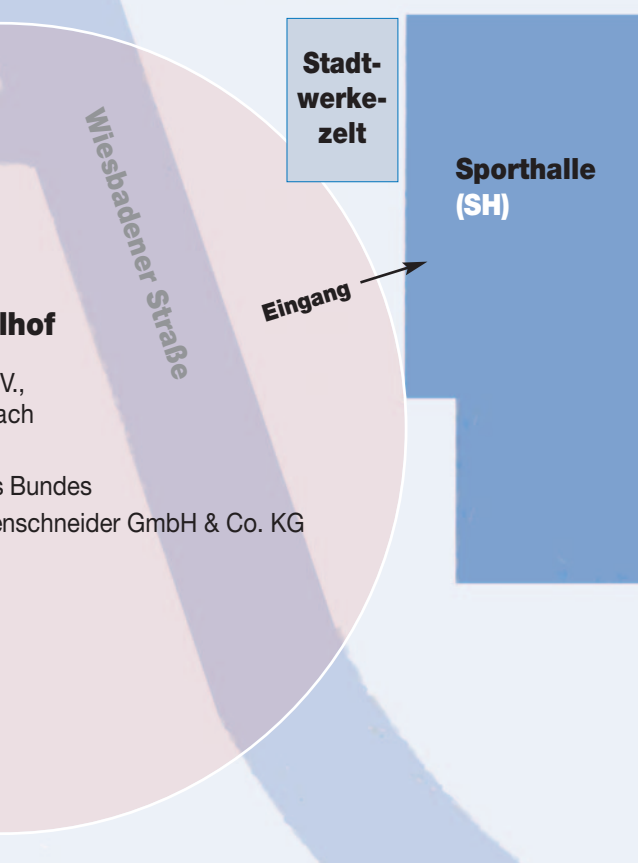 Stadt-
werke-
zelt
Sporthalle
(SH)
Wiesbadener Straße
Eingang
lhof
V.,
ach
s Bundes
enschneider GmbH & Co. KG